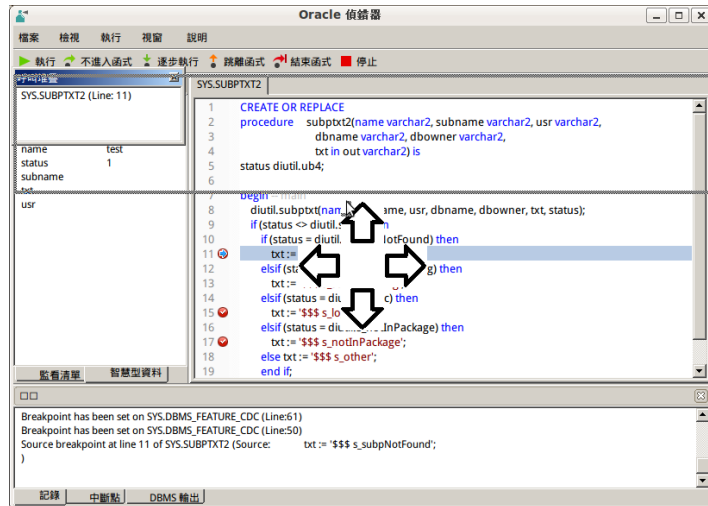 Oracle 偵錯器
檔案 檢視 執行 視窗 說明
執行 不進入函式 逐步執行 跳離函式 結束函式 停止
呼叫堆疊
SYS.SUBPTXT2 (Line: 11)
name test
status 1
subname
txt
usr
監看清單 智慧型資料
SYS.SUBPTXT2
1 CREATE OR REPLACE
2 procedure subptxt2(name varchar2, subname varchar2, usr varchar2,
3 dbname varchar2, dbowner varchar2,
4 txt in out varchar2) is
5 status diutil.ub4;
6
7 begin -- main
8 diutil.subptxt(nam ame, usr, dbname, dbowner, txt, status);
9 if (status <> diutil.
10 if (status = diutil. NotFound) then
11 txt :=
12 elsif (sta g) then
13 txt :=
14 elsif (status = diu c) then
15 txt := '$$$ s_lo
16 elsif (status = diu InPackage) then
17 txt := '$$$ s_notInPackage';
18 else txt := '$$$ s_other';
19 end if;
Breakpoint has been set on SYS.DBMS_FEATURE_CDC (Line:61)
Breakpoint has been set on SYS.DBMS_FEATURE_CDC (Line:50)
Source breakpoint at line 11 of SYS.SUBPTXT2 (Source: txt := '$$$ s_subpNotFound';
)
記錄 中斷點 DBMS 輸出